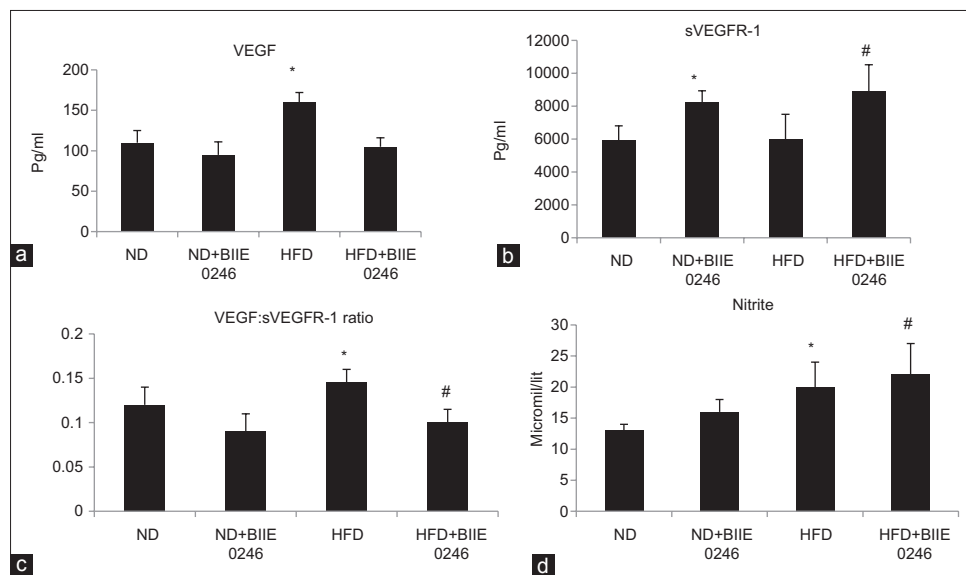 VEGF
*
200
150
100
50
0
Pg/ml
ND
ND+BIIE
0246
HFD
HFD+BIIE
0246
a
sVEGFR-1
#
*
12000
10000
8000
6000
4000
2000
0
Pg/ml
ND
ND+BIIE
0246
HFD
HFD+BIIE
0246
b
VEGF:sVEGFR-1 ratio
*
#
0.2
0.15
0.1
0.05
0
ND
ND+BIIE
0246
HFD
HFD+BIIE
0246
c
Nitrite
#
*
30
25
20
15
10
5
0
Micromil/lit
ND
ND+BIIE
0246
HFD
HFD+BIIE
0246
d